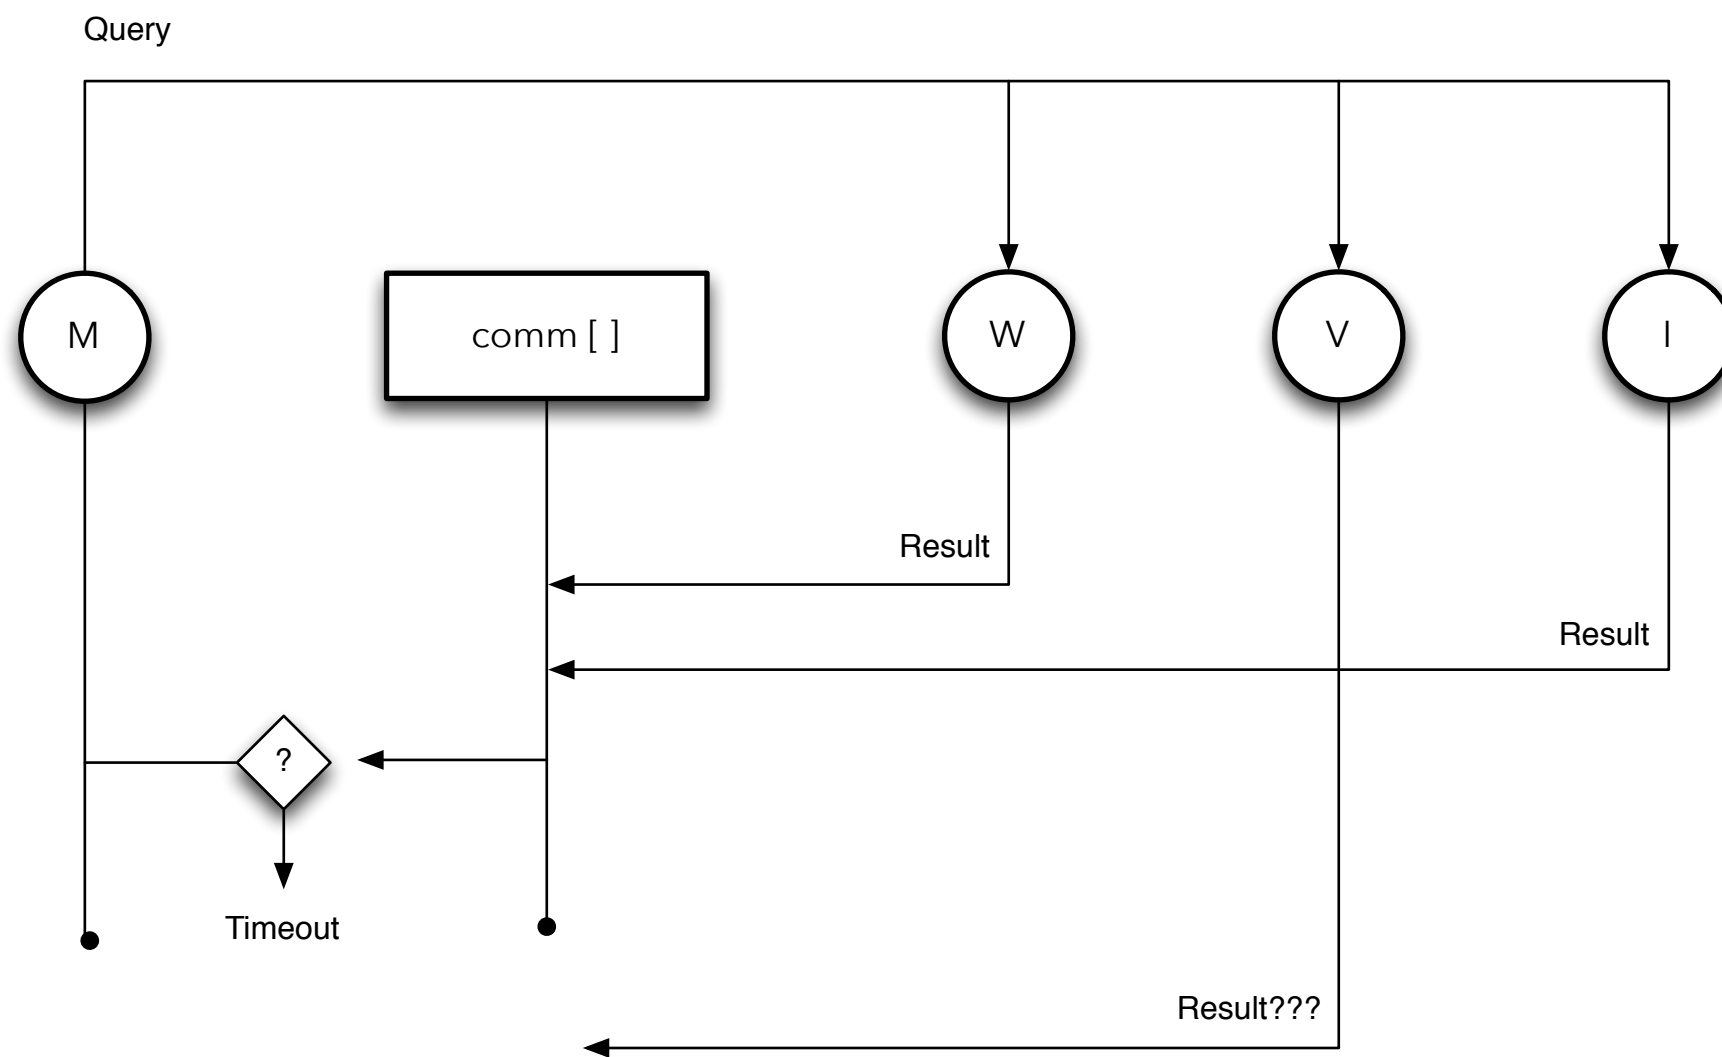 Query
M
comm [ ]
W
V
I
Result
Result
?
Timeout
Result???